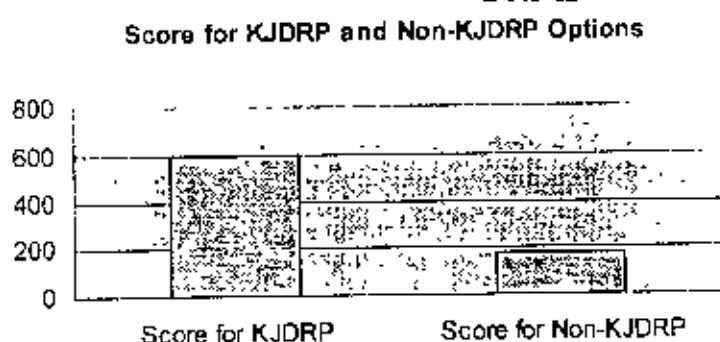 Score for KJDRP and Non-KJDRP Options
800
600
400
200
0
Score for KJDRP
Score for Non-KJDRP